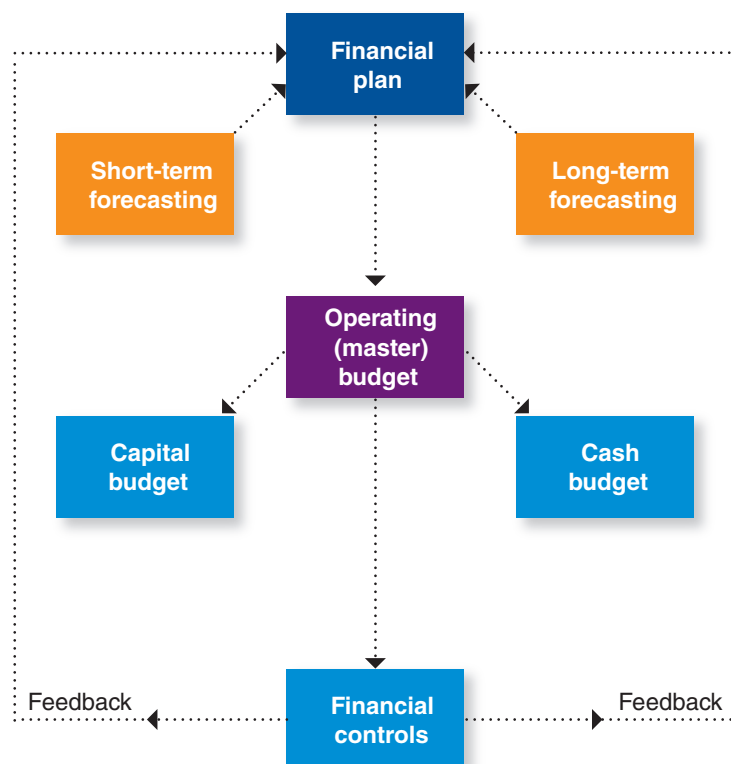 Financial
plan
Short-term
forecasting
Long-term
forecasting
Operating
(master)
budget
Capital
budget
Cash
budget
Feedback
Financial
controls
Feedback